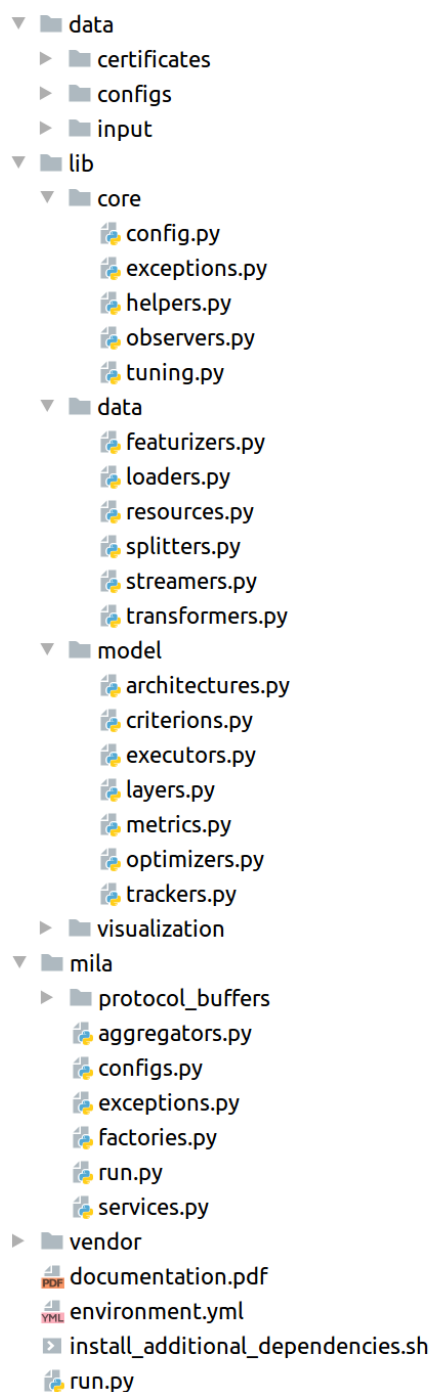 data
certificates
configs
input
lib
core
config.py
exceptions.py
helpers.py
observers.py
tuning.py
data
featurizers.py
loaders.py
resources.py
splitters.py
streamers.py
transformers.py
model
architectures.py
criterions.py
executors.py
layers.py
metrics.py
optimizers.py
trackers.py
visualization
mila
protocol_buffers
aggregators.py
configs.py
exceptions.py
factories.py
run.py
services.py
vendor
PDF documentation.pdf
YML environment.yml
install_additional_dependencies.sh
run.py